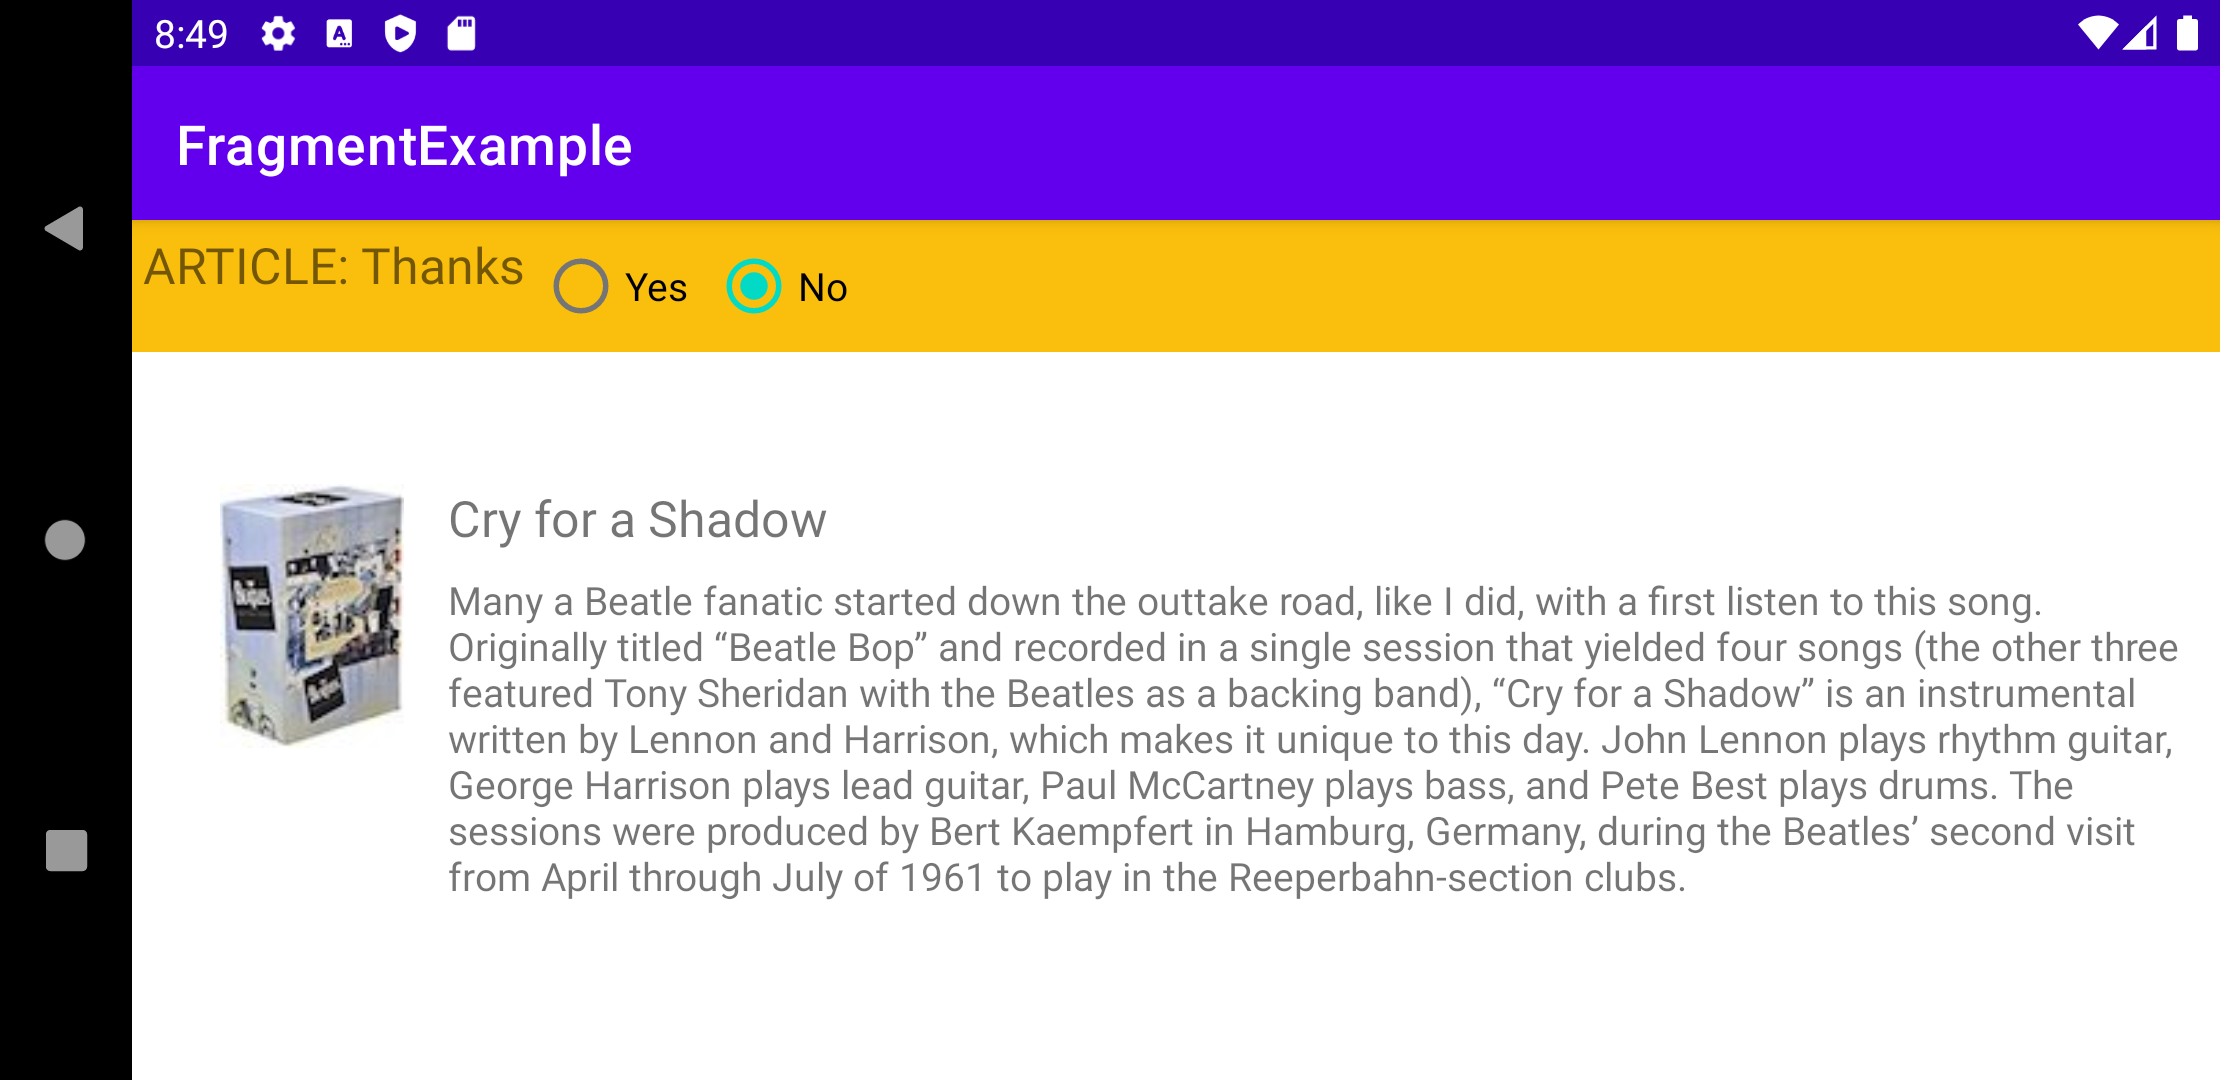 8:49
FragmentExample
ARTICLE: Thanks Yes No
Cry for a Shadow
Many a Beatle fanatic started down the outtake road, like I did, with a first listen to this song.
Originally titled “Beatle Bop” and recorded in a single session that yielded four songs (the other three
featured Tony Sheridan with the Beatles as a backing band), “Cry for a Shadow” is an instrumental
written by Lennon and Harrison, which makes it unique to this day. John Lennon plays rhythm guitar,
George Harrison plays lead guitar, Paul McCartney plays bass, and Pete Best plays drums. The
sessions were produced by Bert Kaempfert in Hamburg, Germany, during the Beatles’ second visit
from April through July of 1961 to play in the Reeperbahn-section clubs.